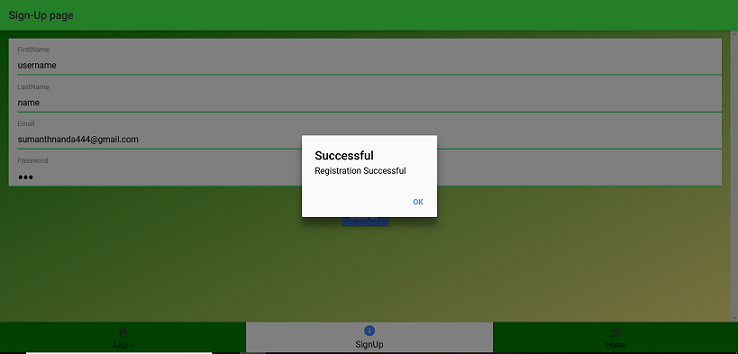 Sign-Up page
FirstName
username
LastName
name
Email
sumanthnanda444@gmail.com
Password
Successful
Registration Successful
OK
Login
SignUp
Home